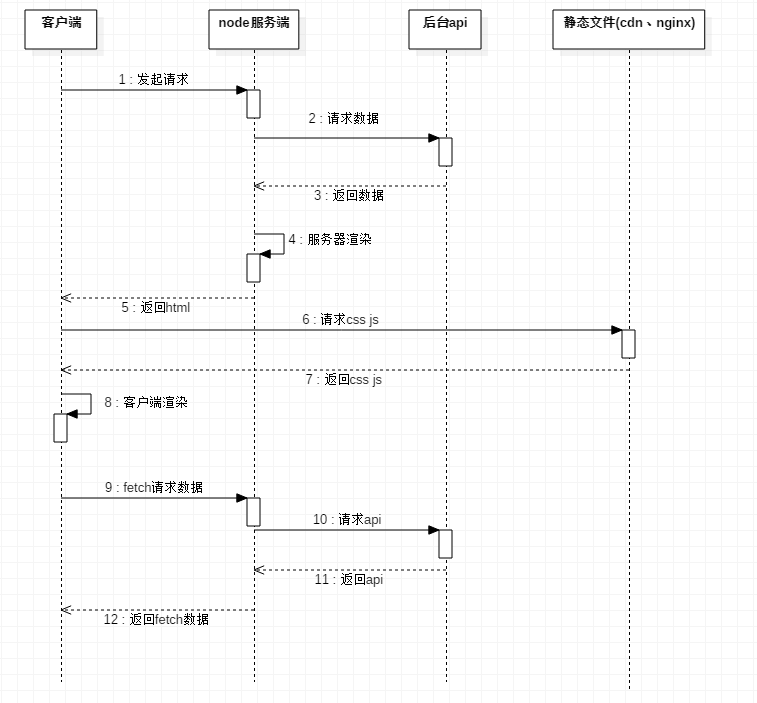 客户端
node服务端
后台api
静态文件(cdn、nginx)
1 : 发起请求
2 : 请求数据
3 : 返回数据
4 : 服务器渲染
5 : 返回html
6 : 请求css js
7 : 返回css js
8 : 客户端渲染
9 : fetch请求数据
10 : 请求api
11 : 返回api
12 : 返回fetch数据